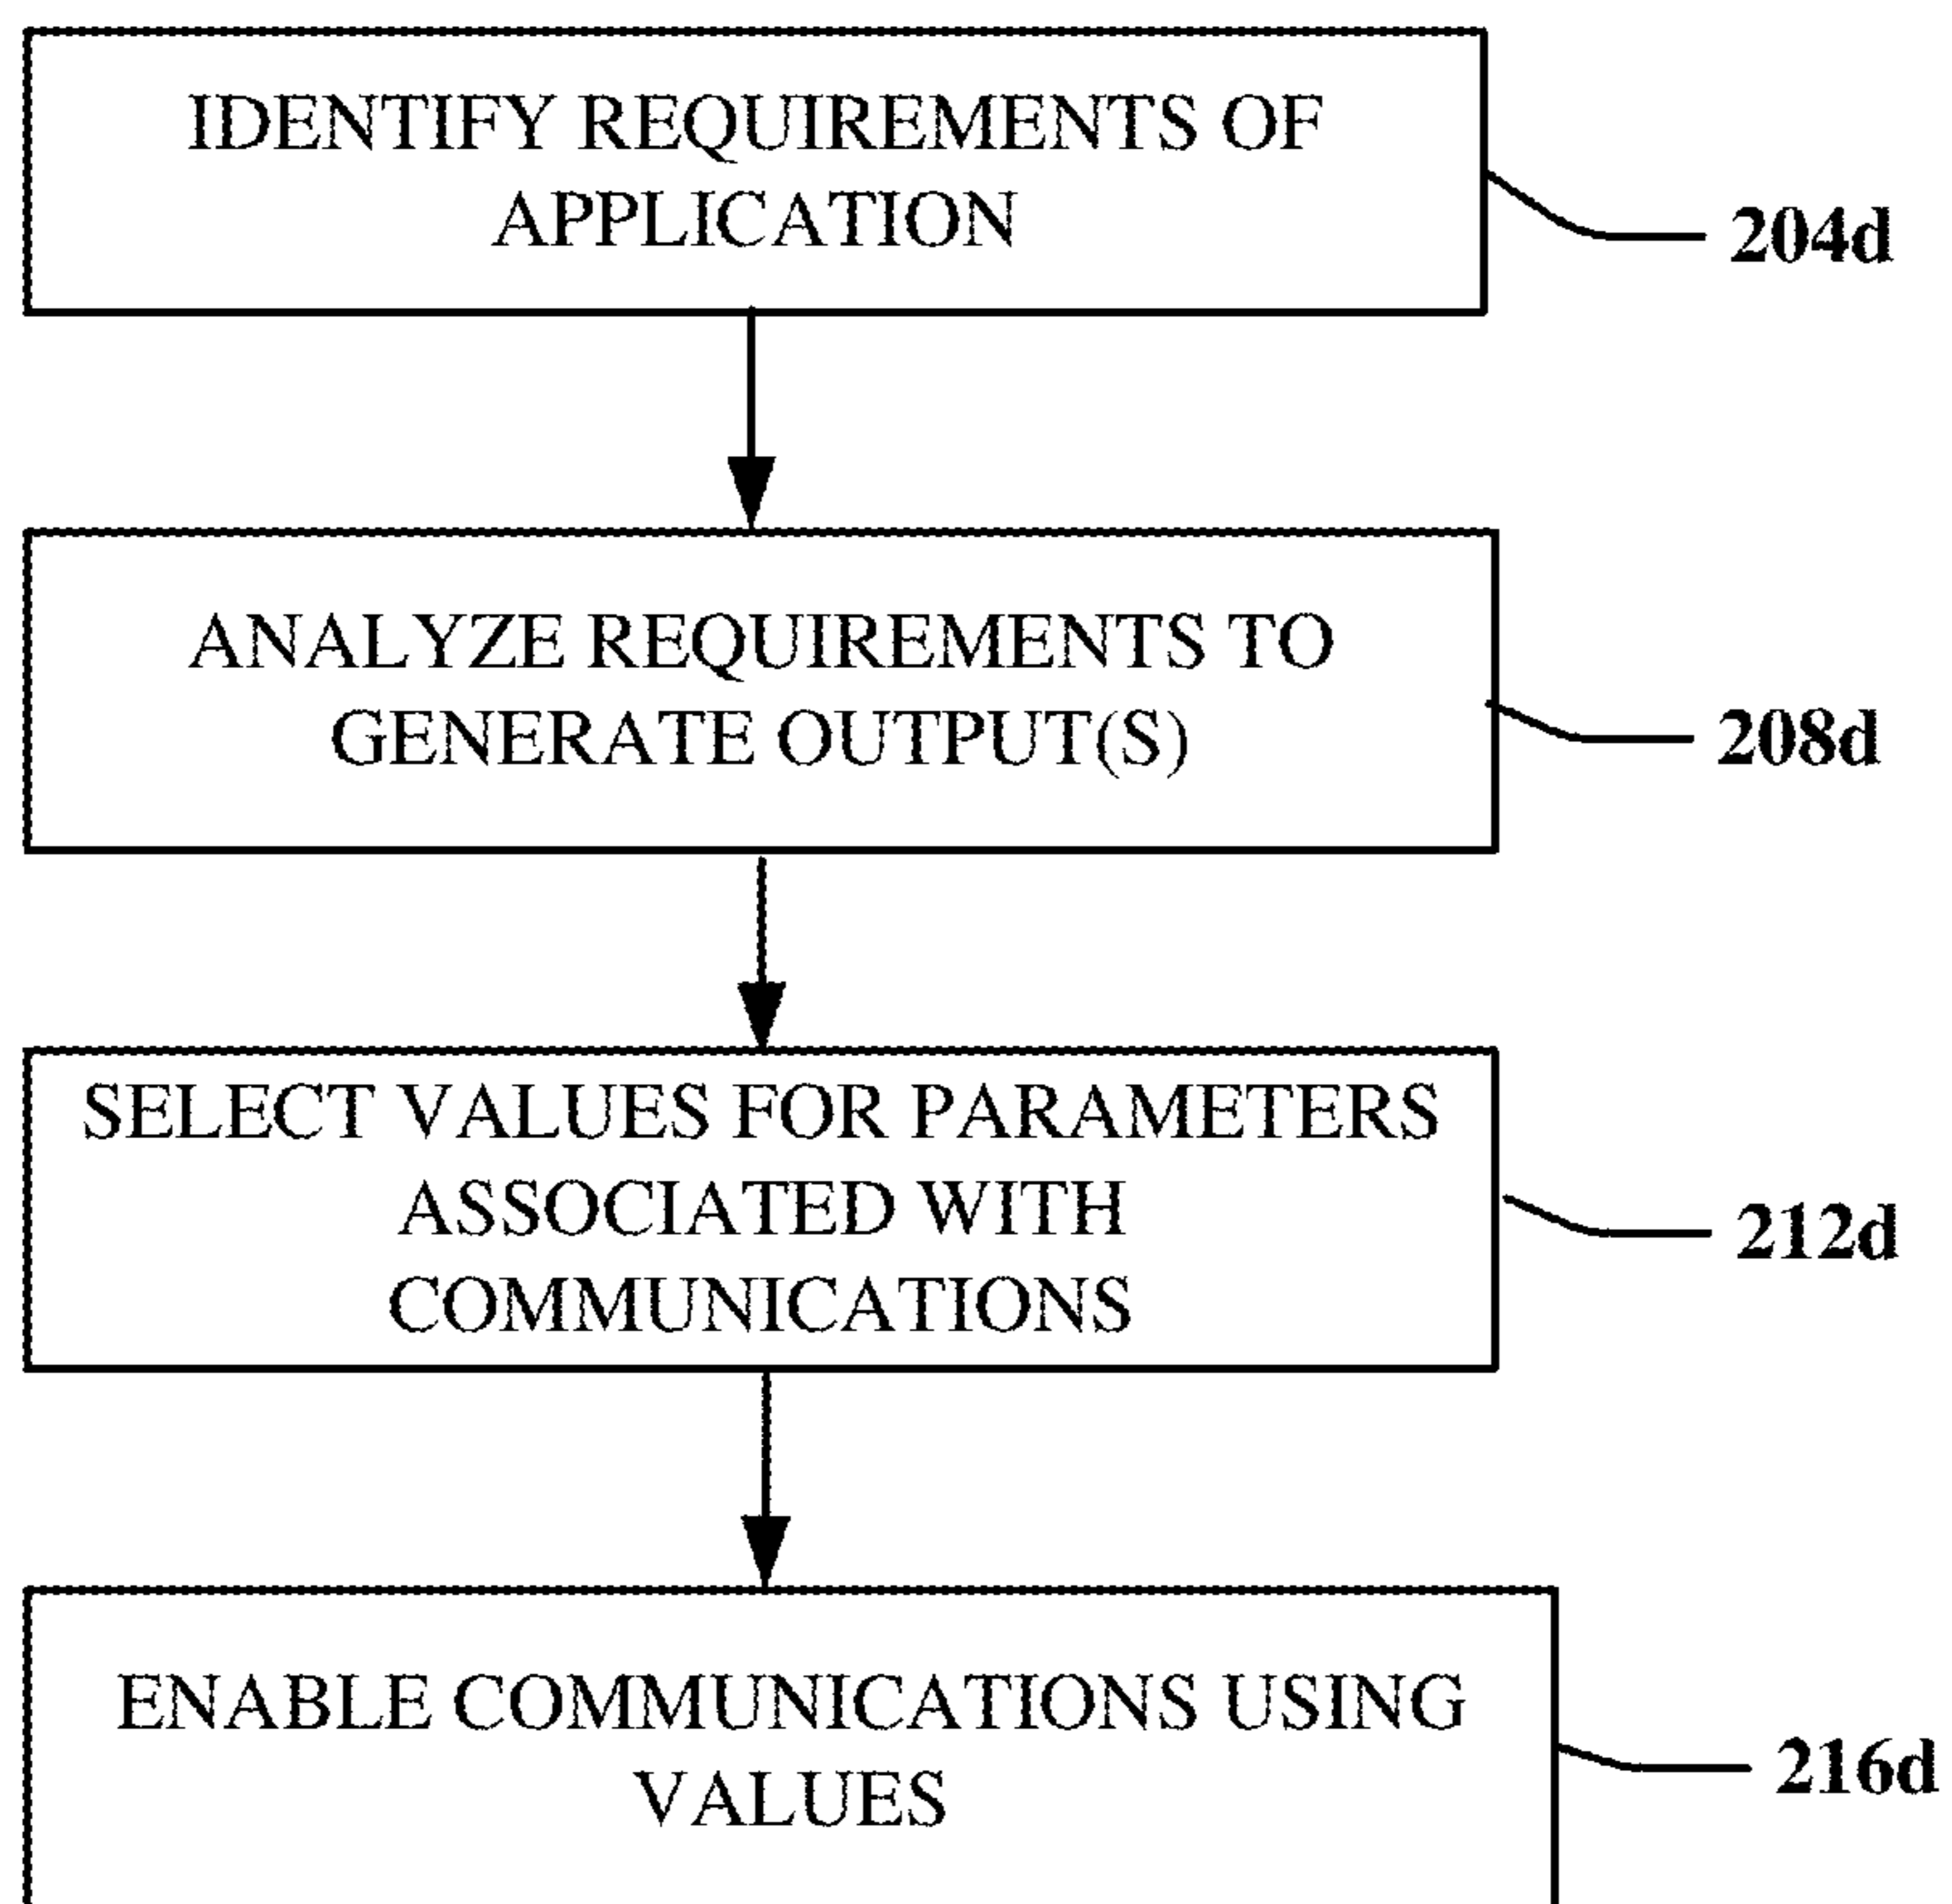 IDENTIFY REQUIREMENTS OF
APPLICATION
204d
ANALYZE REQUIREMENTS TO
GENERATE OUTPUT(S)
208d
SELECT VALUES FOR PARAMETERS
ASSOCIATED WITH
COMMUNICATIONS
212d
ENABLE COMMUNICATIONS USING
VALUES
216d